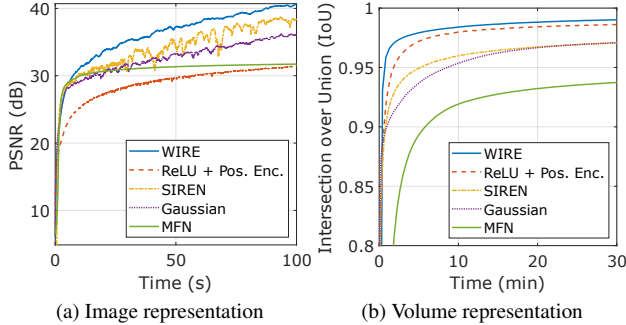 PSNR (dB)
40
30
20
10
0
50
100
Time (s)
WIRE
ReLU + Pos. Enc.
SIREN
Gaussian
MFN
(a) Image representation
Intersection over Union (IoU)
1
0.95
0.9
0.85
0.8
0
10
20
30
Time (min)
WIRE
ReLU + Pos. Enc.
SIREN
Gaussian
MFN
(b) Volume representation